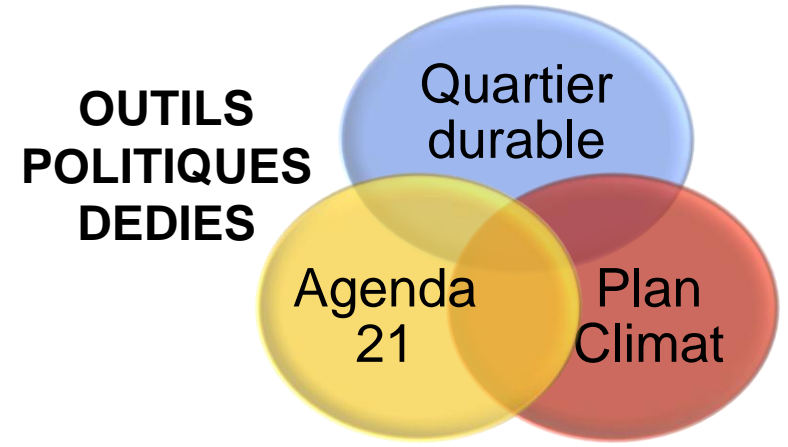 OUTILS
POLITIQUES
DEDIES
Quartier
durable
Agenda
21
Plan
Climat